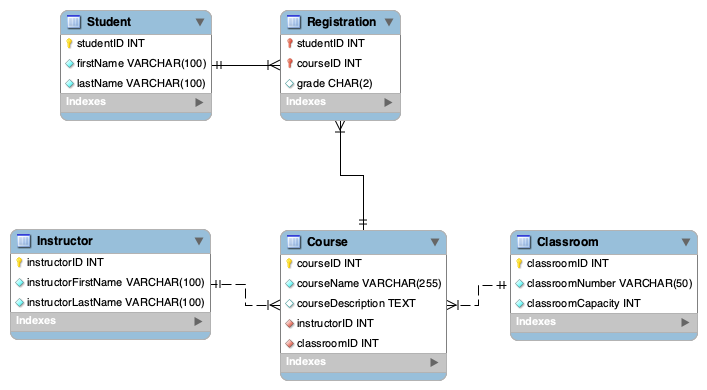 Student
studentID INT
firstName VARCHAR(100)
lastName VARCHAR(100)
Indexes
Registration
studentID INT
courseID INT
grade CHAR(2)
Indexes
Instructor
instructorID INT
instructorFirstName VARCHAR(100)
instructorLastName VARCHAR(100)
Indexes
Course
courseID INT
courseName VARCHAR(255)
courseDescription TEXT
instructorID INT
classroomID INT
Indexes
Classroom
classroomID INT
classroomNumber VARCHAR(50)
classroomCapacity INT
Indexes